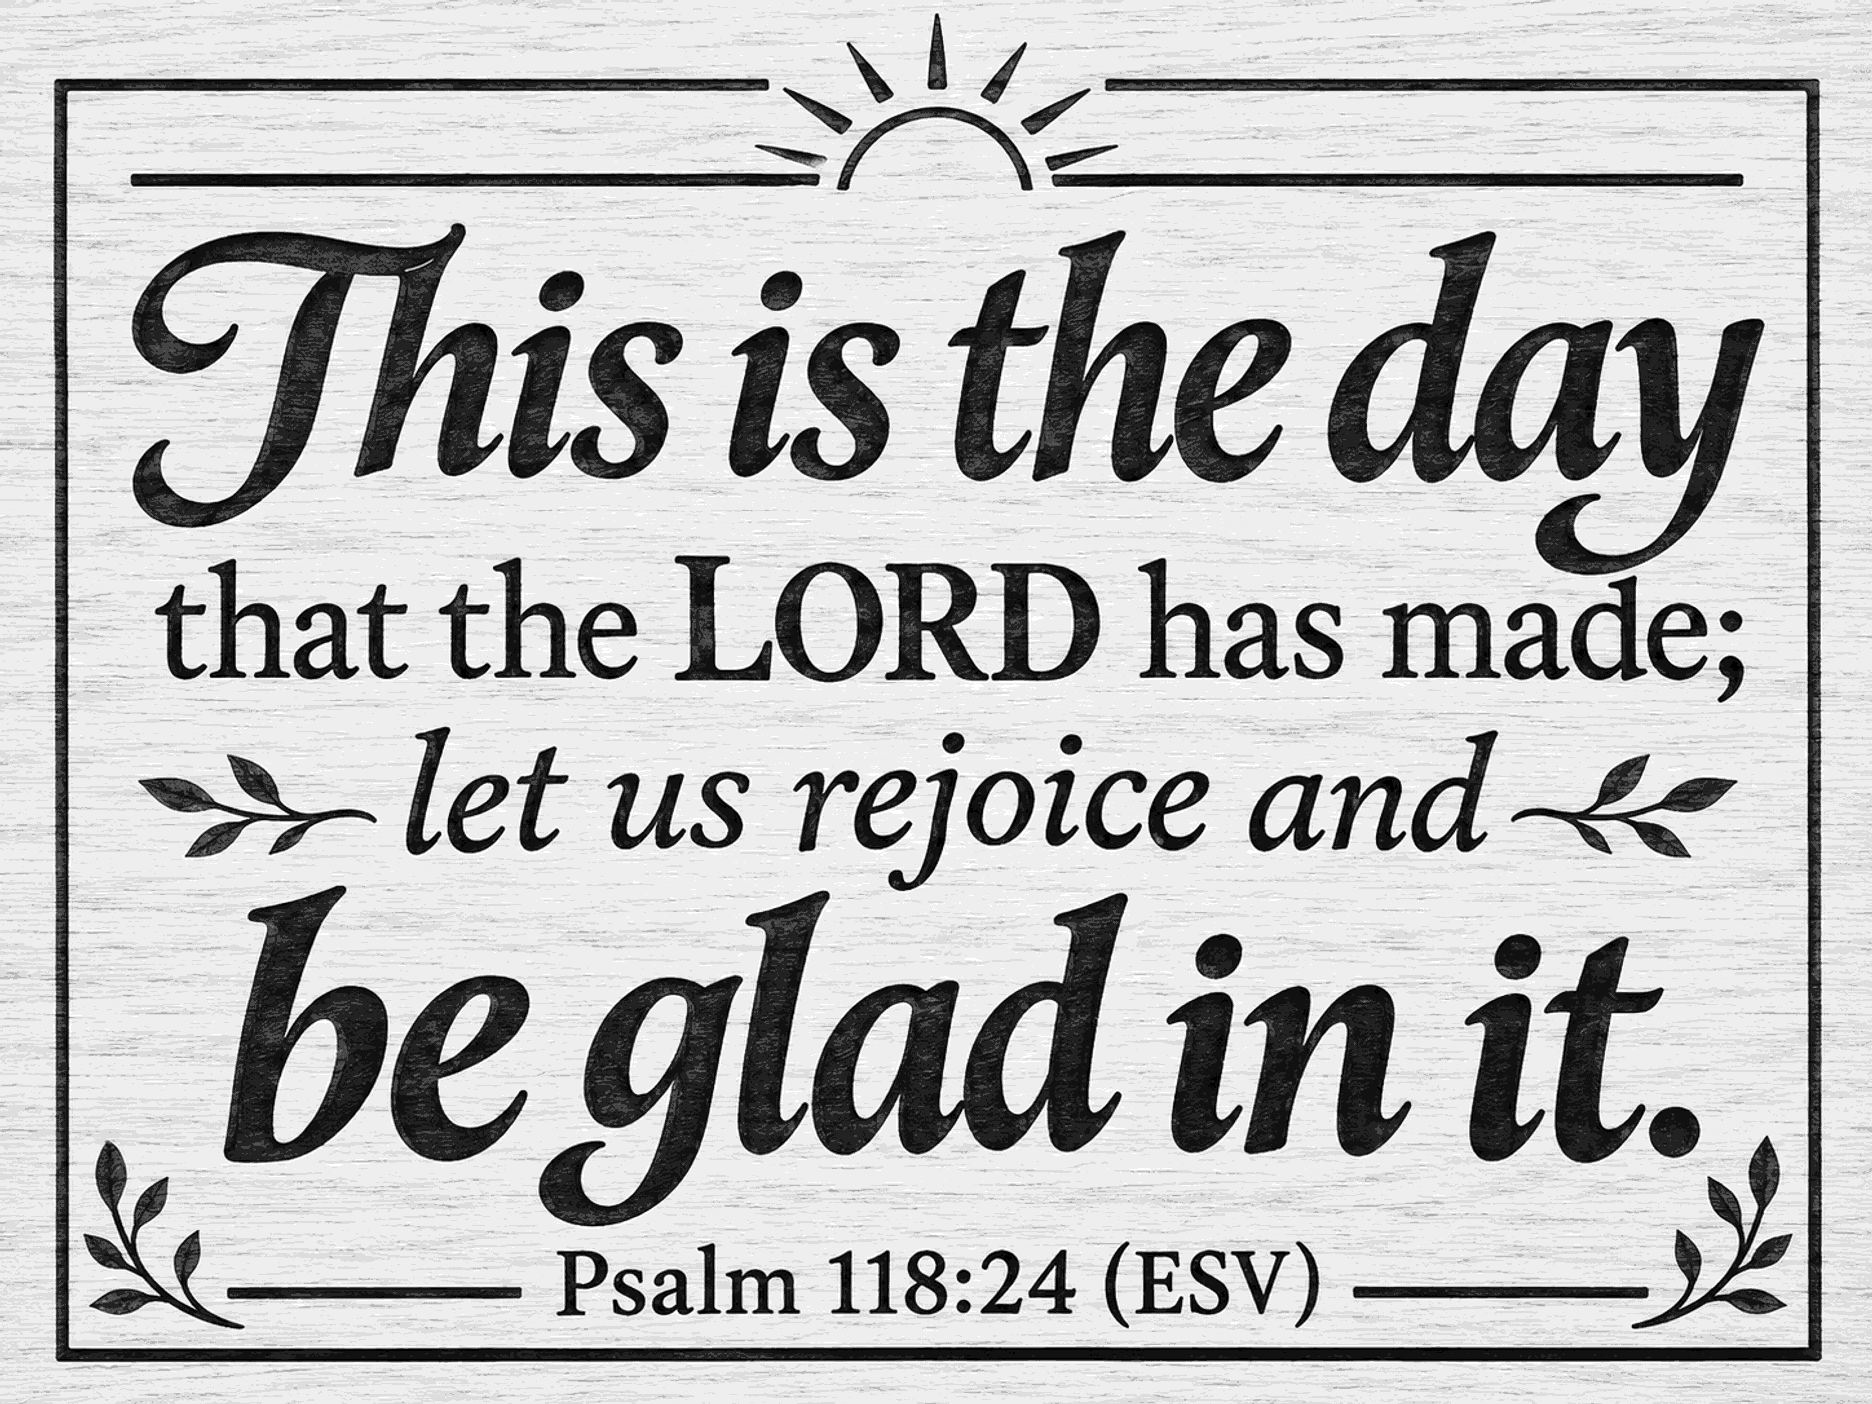 This is the day
that the LORD has made;
let us rejoice and
be glad in it.
Psalm 118:24 (ESV)